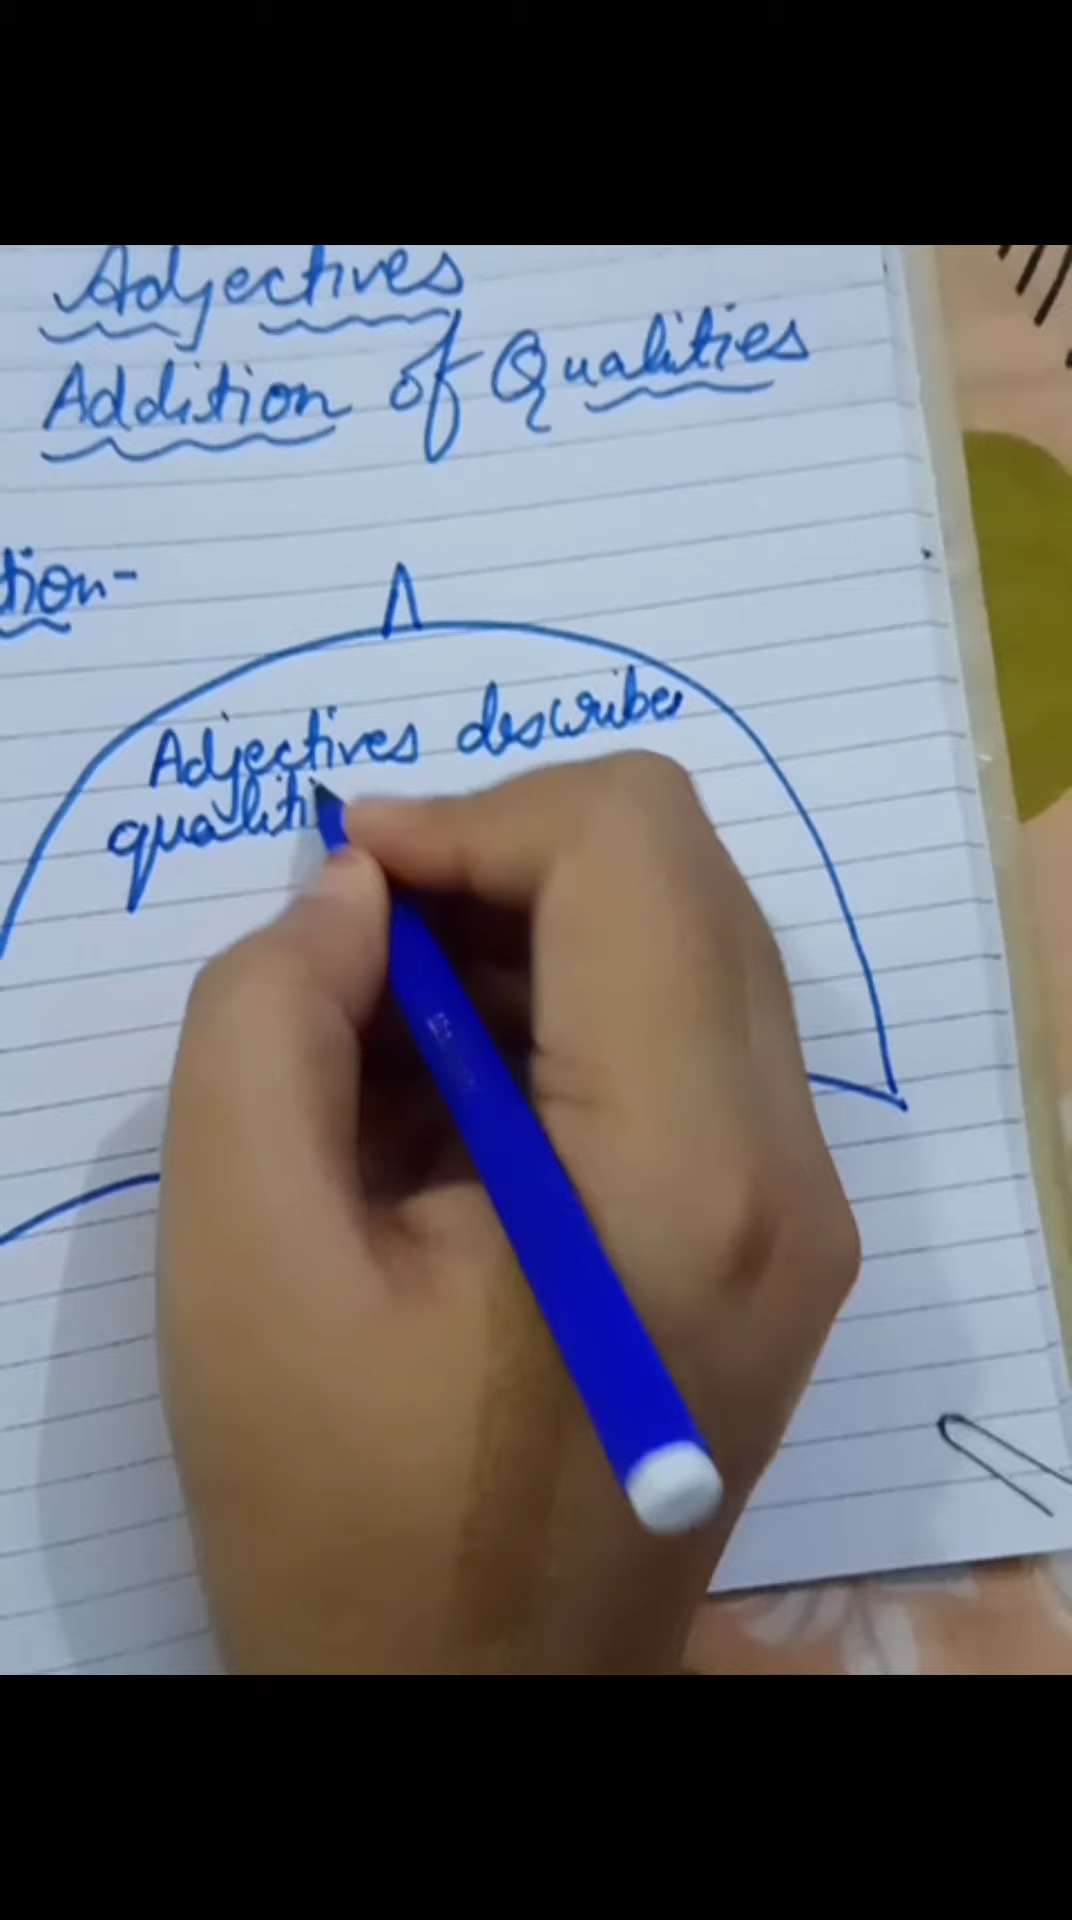 Adjectives
Addition of Qualities
tion-
Adjectives describe
qualiti